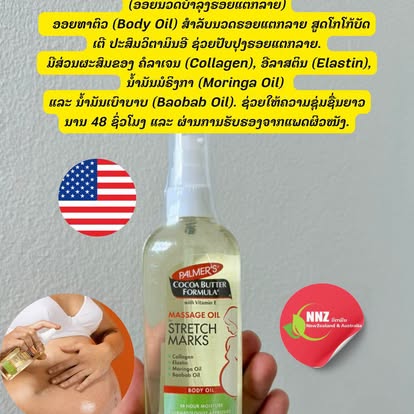 (ອອຍນວດບຳລຸງຮອຍແຕກລາຍ)
ອອຍທາຕົວ (Body Oil) ສຳລັບນວດຮອຍແຕກລາຍ ສູດໂກໂກ້ບັດ
ເຕີ ປະສົມວິຕາມິນອີ ຊ່ວຍປັບປຸງຮອຍແຕກລາຍ.
ມີສ່ວນຜະສົມຂອງ ຄໍລາເຈນ (Collagen), ອີລາສຕິນ (Elastin),
ນ້ຳມັນມໍຣິງກາ (Moringa Oil)
ແລະ ນ້ຳມັນເບົາບາບ (Baobab Oil). ຊ່ວຍໃຫ້ຄວາມຊຸ່ມຊື່ນຍາວ
ນານ 48 ຊົ່ວໂມງ ແລະ ຜ່ານການຮັບຮອງຈາກແພດຜິວໜັງ.
PALMER'S
COCOA BUTTER
FORMULA
with Vitamin E
MASSAGE OIL
STRETCH
MARKS
• Collagen
• Elastin
• Moringa Oil
• Baobab Oil
BODY OIL
48 HOUR MOISTURE
NNZ
NewZealand & Australia